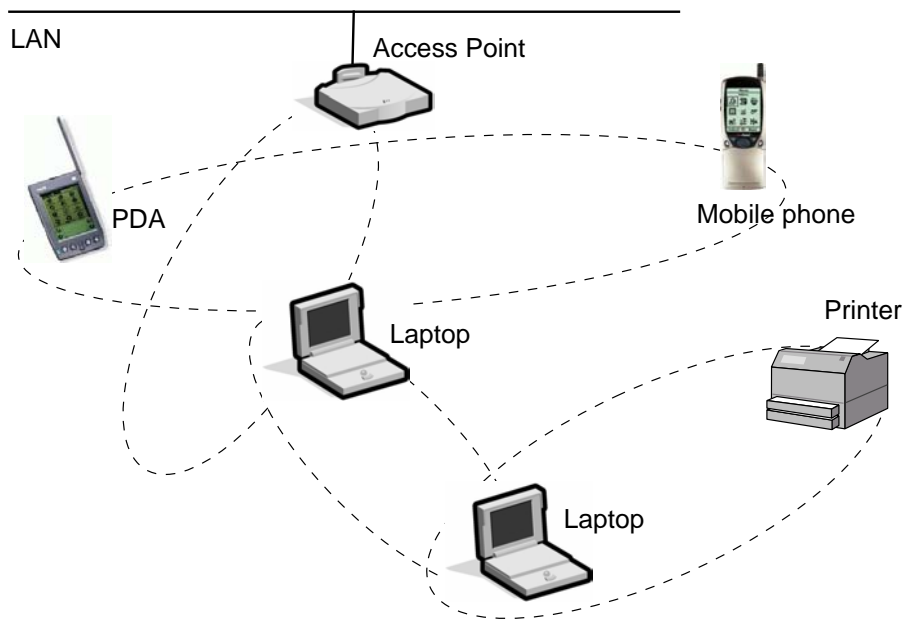 LAN
Access Point
PDA
Mobile phone
Laptop
Printer
Laptop